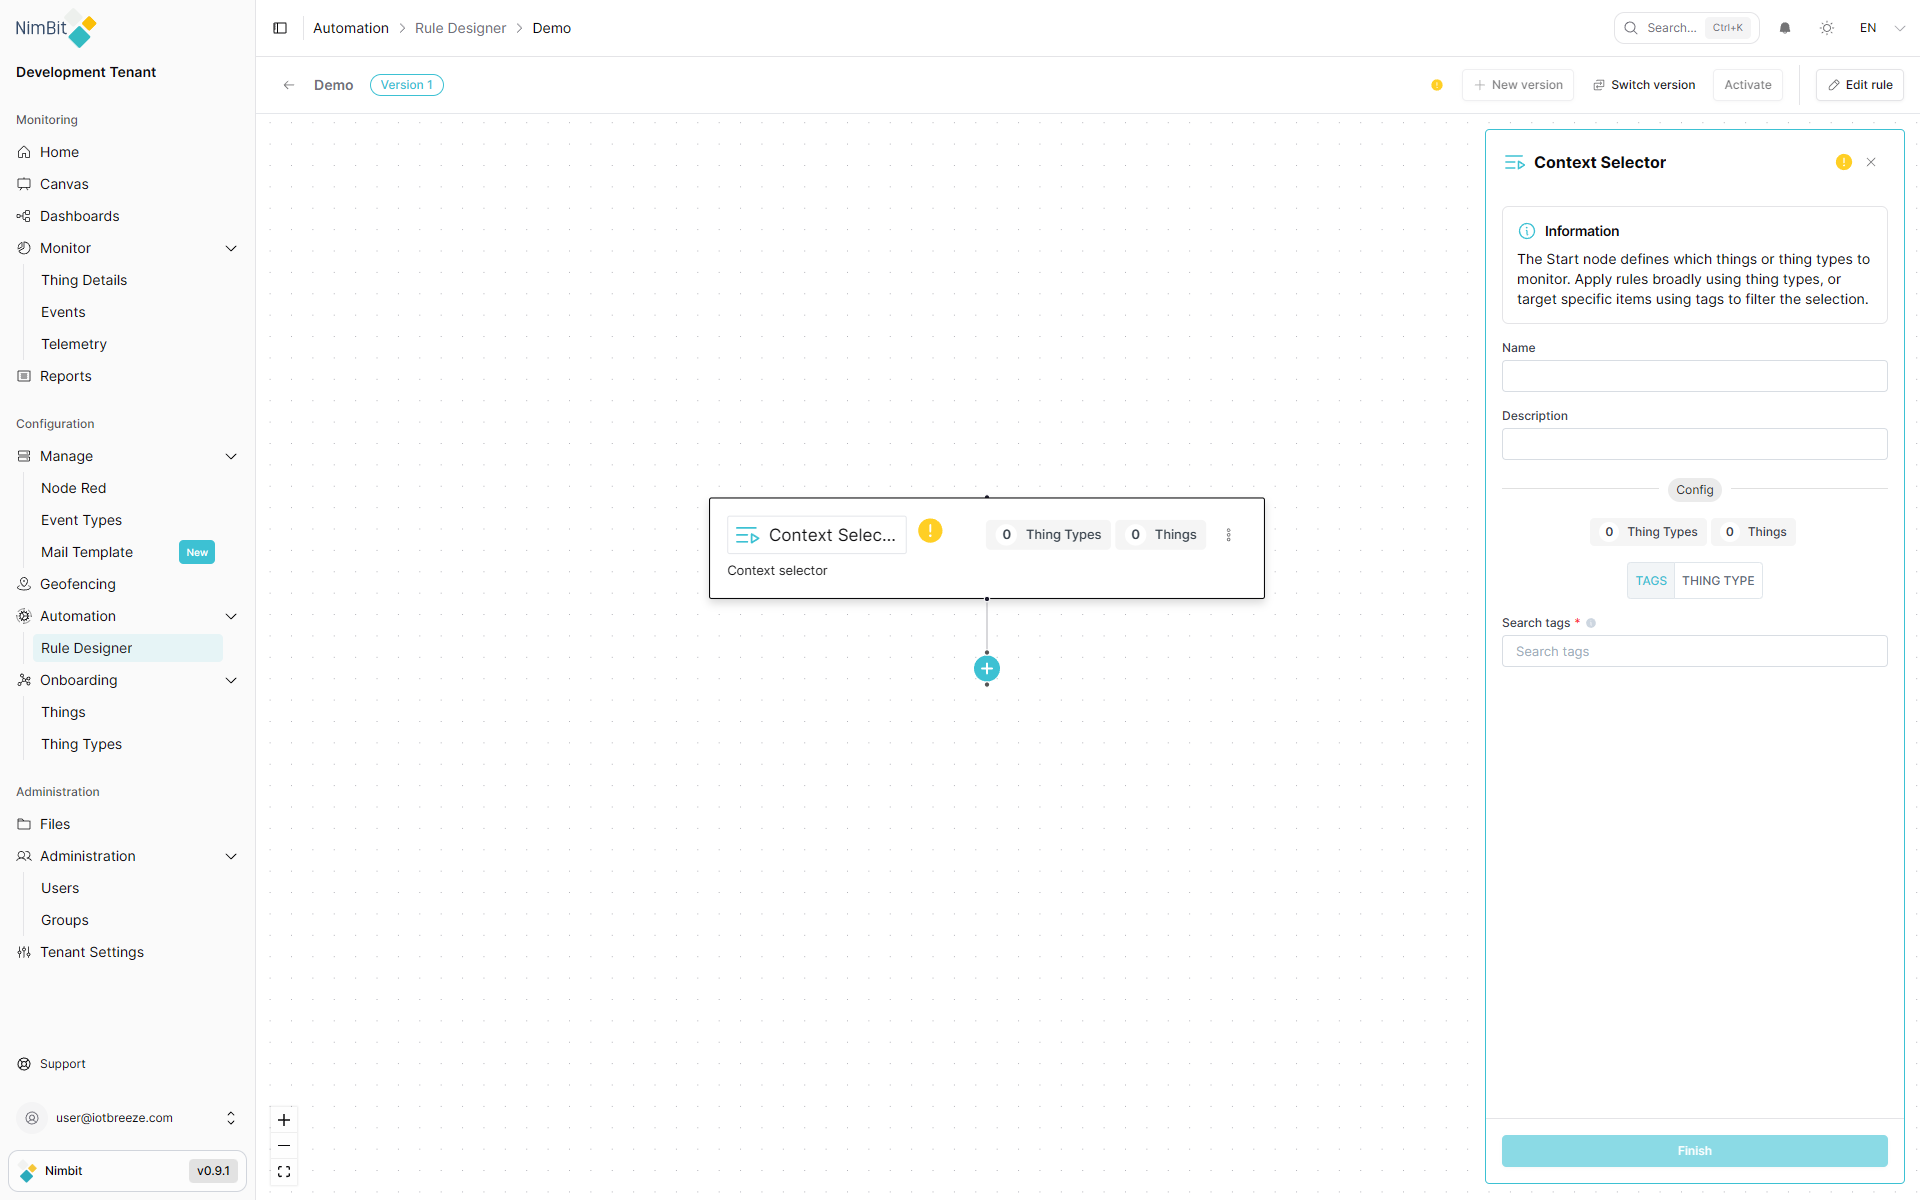 NimBit
Development Tenant
Monitoring
Home
Canvas
Dashboards
Monitor
Thing Details
Events
Telemetry
Reports
Configuration
Manage
Node Red
Event Types
Mail Template New
Geofencing
Automation
Rule Designer
Onboarding
Things
Thing Types
Administration
Files
Administration
Users
Groups
Tenant Settings
Support
user@iotbreeze.com
Nimbit v0.9.1
Automation > Rule Designer > Demo
Search... Ctrl+K EN
Demo Version 1
New version Switch version Activate Edit rule
Context Selec...
0 Thing Types 0 Things
Context selector
Context Selector
Information
The Start node defines which things or thing types to
monitor. Apply rules broadly using thing types, or
target specific items using tags to filter the selection.
Name
Description
Config
0 Thing Types 0 Things
TAGS THING TYPE
Search tags *
Search tags
Finish